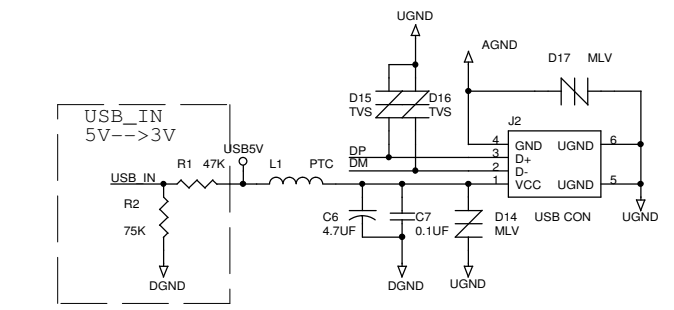 UGND
AGND
D17 MLV
D15 D16
TVS TVS
USB_IN
5V-->3V
J2
USB5V
4 GND UGND 6
DP 3 D+
DM 2 D-
R1 47K L1 PTC
USB_IN 1 VCC UGND 5
R2
75K
C6 C7 D14
4.7UF 0.1UF MLV
USB CON UGND
DGND DGND UGND